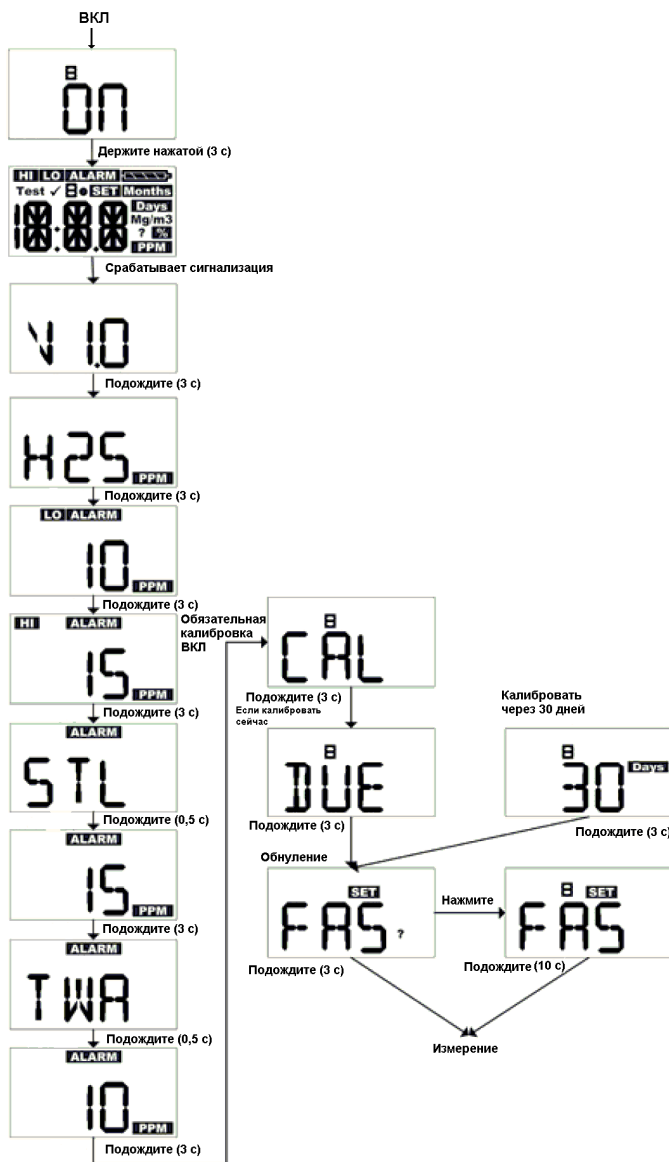 ВКЛ
On
Держите нажатой (3 с)
HI LO ALARM
Test ✓ SET Months
Days
Mg/m3
18:8.8 ? %
PPM
Срабатывает сигнализация
V 1.0
Подождите (3 с)
H2S PPM
Подождите (3 с)
LO ALARM
10 PPM
Подождите (3 с)
HI ALARM
15 PPM
Подождите (3 с)
ALARM
STL
Подождите (0,5 с)
ALARM
15 PPM
Подождите (3 с)
ALARM
TWA
Подождите (0,5 с)
ALARM
10 PPM
Подождите (3 с)
Обязательная
калибровка
ВКЛ
CAL
Подождите (3 с)
Если калибровать
сейчас
DUE
Подождите (3 с)
Калибровать
через 30 дней
30 Days
Подождите (3 с)
Обнуление
SET
FAS ?
Подождите (3 с)
Нажмите
SET
FAS
Подождите (10 с)
Измерение